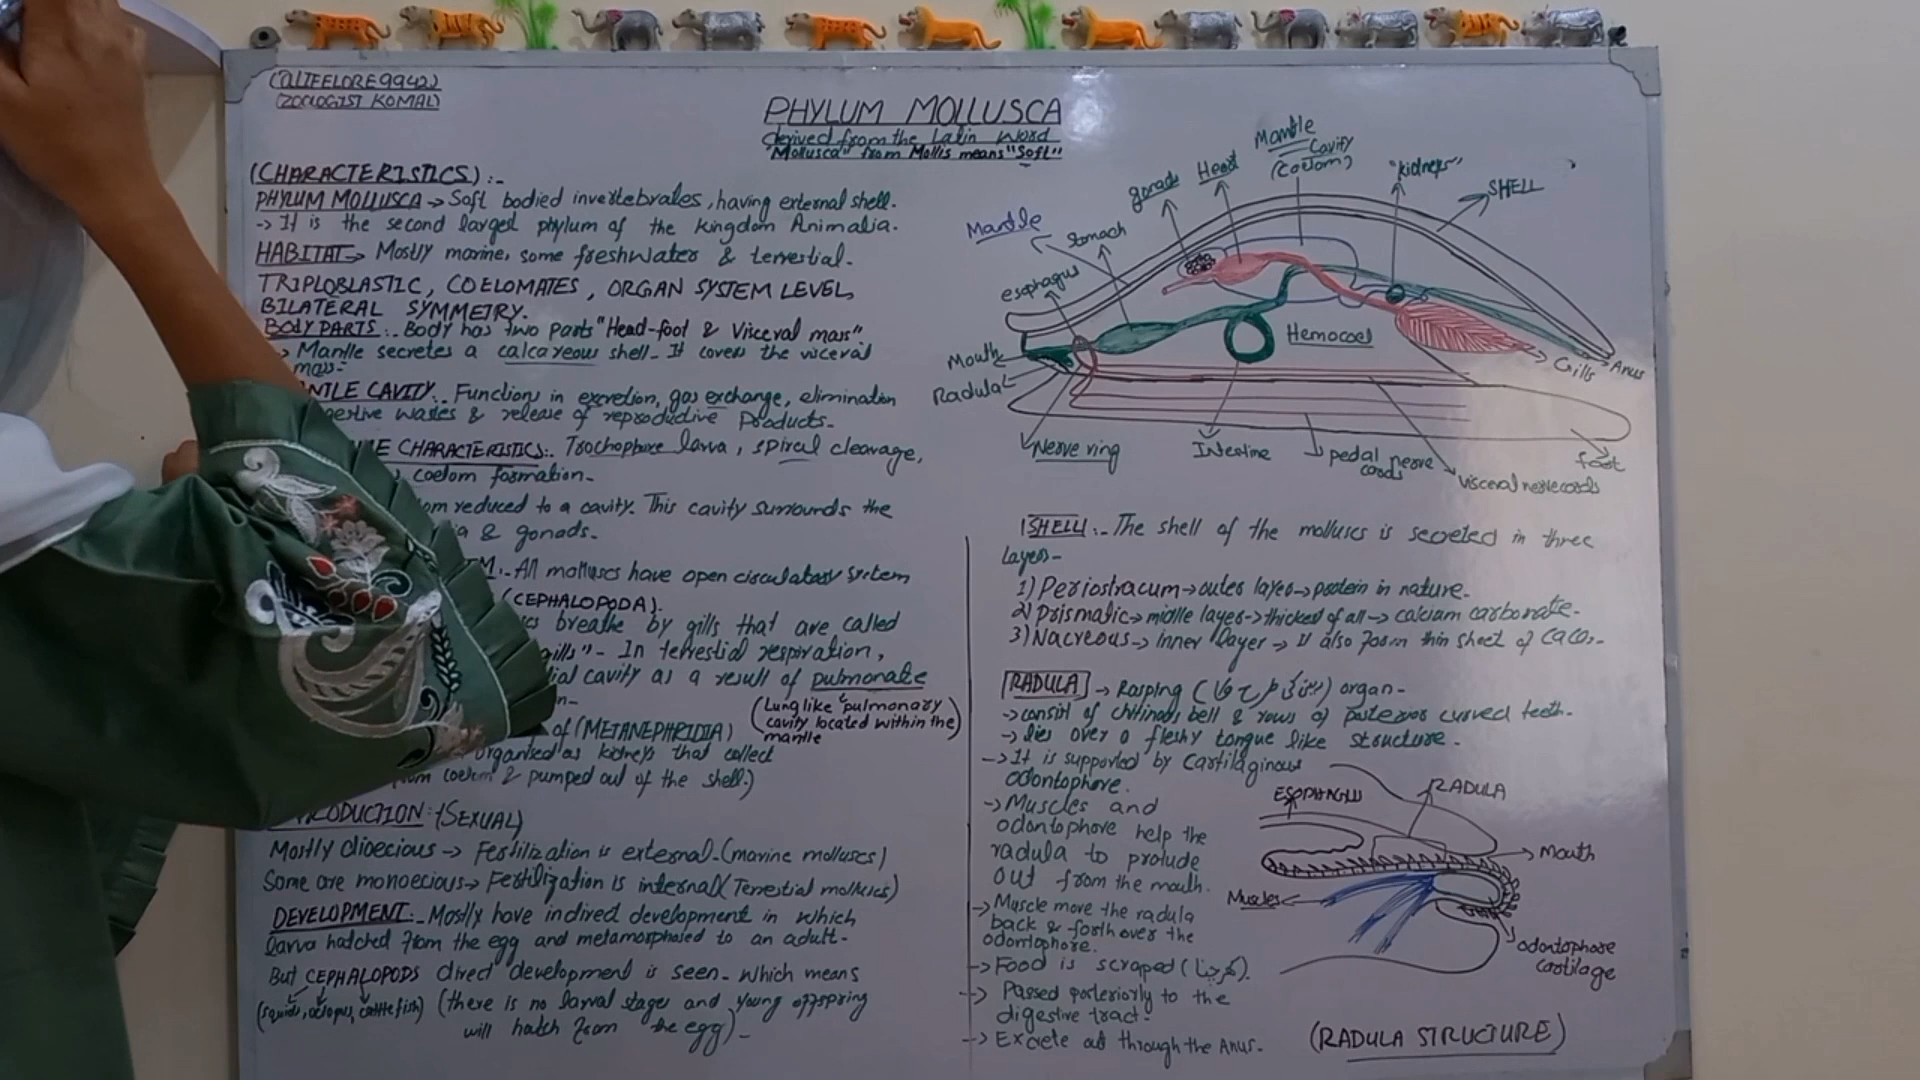 (ZOOLOGIST KOMAL)
PHYLUM MOLLUSCA
derived from the Latin Word
"Mollusca" from Mollis means "Soft"
(CHARACTERISTICS):-
PHYLUM MOLLUSCA → Soft bodied invertebrates, having external shell.
-> It is the second largest phylum of the kingdom Animalia.
HABITAT → Mostly marine, some freshwater & terrestial.
TRIPLOBLASTIC, COELOMATES, ORGAN SYSTEM LEVEL,
BILATERAL SYMMETRY.
BODY PARTS:. Body has two parts "Head-foot & Visceral mass".
Mantle secretes a calcareous shell. It covers the visceral
mass-
CAVITY:. Function in excretion, gas exchange, elimination
wastes & release of reproductive Products.
CHARACTERISTICS:. Trochophore larva, spiral cleavage,
coelom formation-
reduced to a cavity. This cavity surrounds the
& gonads.
All molluscs have open circulatory system
(CEPHALOPODA).
breathe by gills that are called
In terrestial respiration,
cavity as a result of pulmonate
(Lung like pulmonary
cavity located within the
mantle)
of (METANEPHRIDIA)
organised as kidneys that collect
coelom & pumped out of the shell.)
(SEXUAL)
Mostly dioecious → Fertilization is external-(marine molluscs)
Some are monoecious → Fertilization is internal(Terrestial molluscs)
DEVELOPMENT:- Mostly have indirect development in which
larva hatched from the egg and metamorphosed to an adult-
But CEPHALOPODS direct development is seen- which means
(squids, octopus, cuttle fish) (there is no larval stages and young offspring
will hatch from the egg)-
Mantle
Cavity
(coelom)
Heart
gonads
"kidneys"
SHELL
Mantle
Stomach
esophagus
Hemocoel
Mouth
Radula
Gills
Anus
Nerve ring
Intestine
pedal nerve
cords
visceral nerve cords
foot
SHELL:- The shell of the molluscs is secreted in three
Layers-
1) Periostracum → outer layer → protein in nature.
2) Prismatic → middle layer → thickest of all → calcium carbonate-
3) Nacreous → inner layer → It also form thin sheet of CaCO₃-
RADULA → Rasping organ-
-> consist of chitinous belt & rows of posterior curved teeth-
-> lies over a fleshy tongue like structure.
-> It is supported by Cartilaginous
odontophore.
-> Muscles and
odontophore help the
radula to protude
out from the mouth.
-> Muscle move the radula
back & forth over the
odontophore.
-> Food is scraped
-> Passed posteriorly to the
digestive tract-
-> Excrete out through the Anus.
ESOPHAGUS
RADULA
Mouth
Muscles
odontophore
cartilage
(RADULA STRUCTURE)